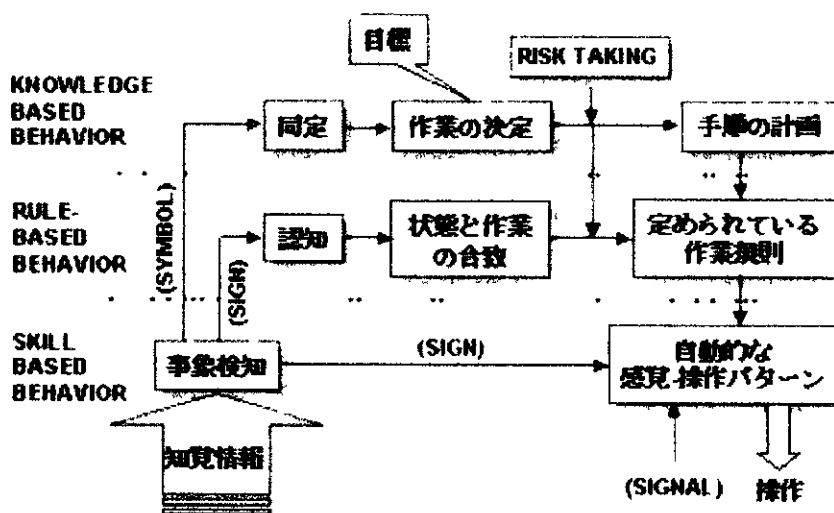 目標
RISK TAKING
KNOWLEDGE
BASED
BEHAVIOR
同定
作業の決定
手順の計画
(SYMBOL)
RULE-
BASED
BEHAVIOR
(SIGN)
認知
状態と作業
の合致
定められている
作業規則
SKILL
BASED
BEHAVIOR
事象検知
(SIGN)
自動的な
感覚-操作パターン
知覚情報
(SIGNAL)
操作